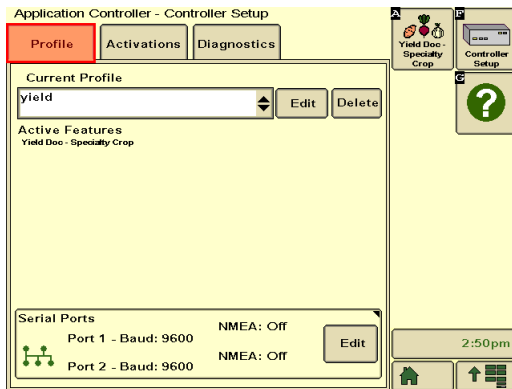 Application Controller - Controller Setup
Profile
Activations
Diagnostics
Current Profile
yield
Edit
Delete
Active Features
Yield Doc - Specialty Crop
Serial Ports
Port 1 - Baud: 9600
NMEA: Off
Port 2 - Baud: 9600
NMEA: Off
Edit
A
Yield Doc -
Specialty
Crop
F
Controller
Setup
G
?
2:50pm